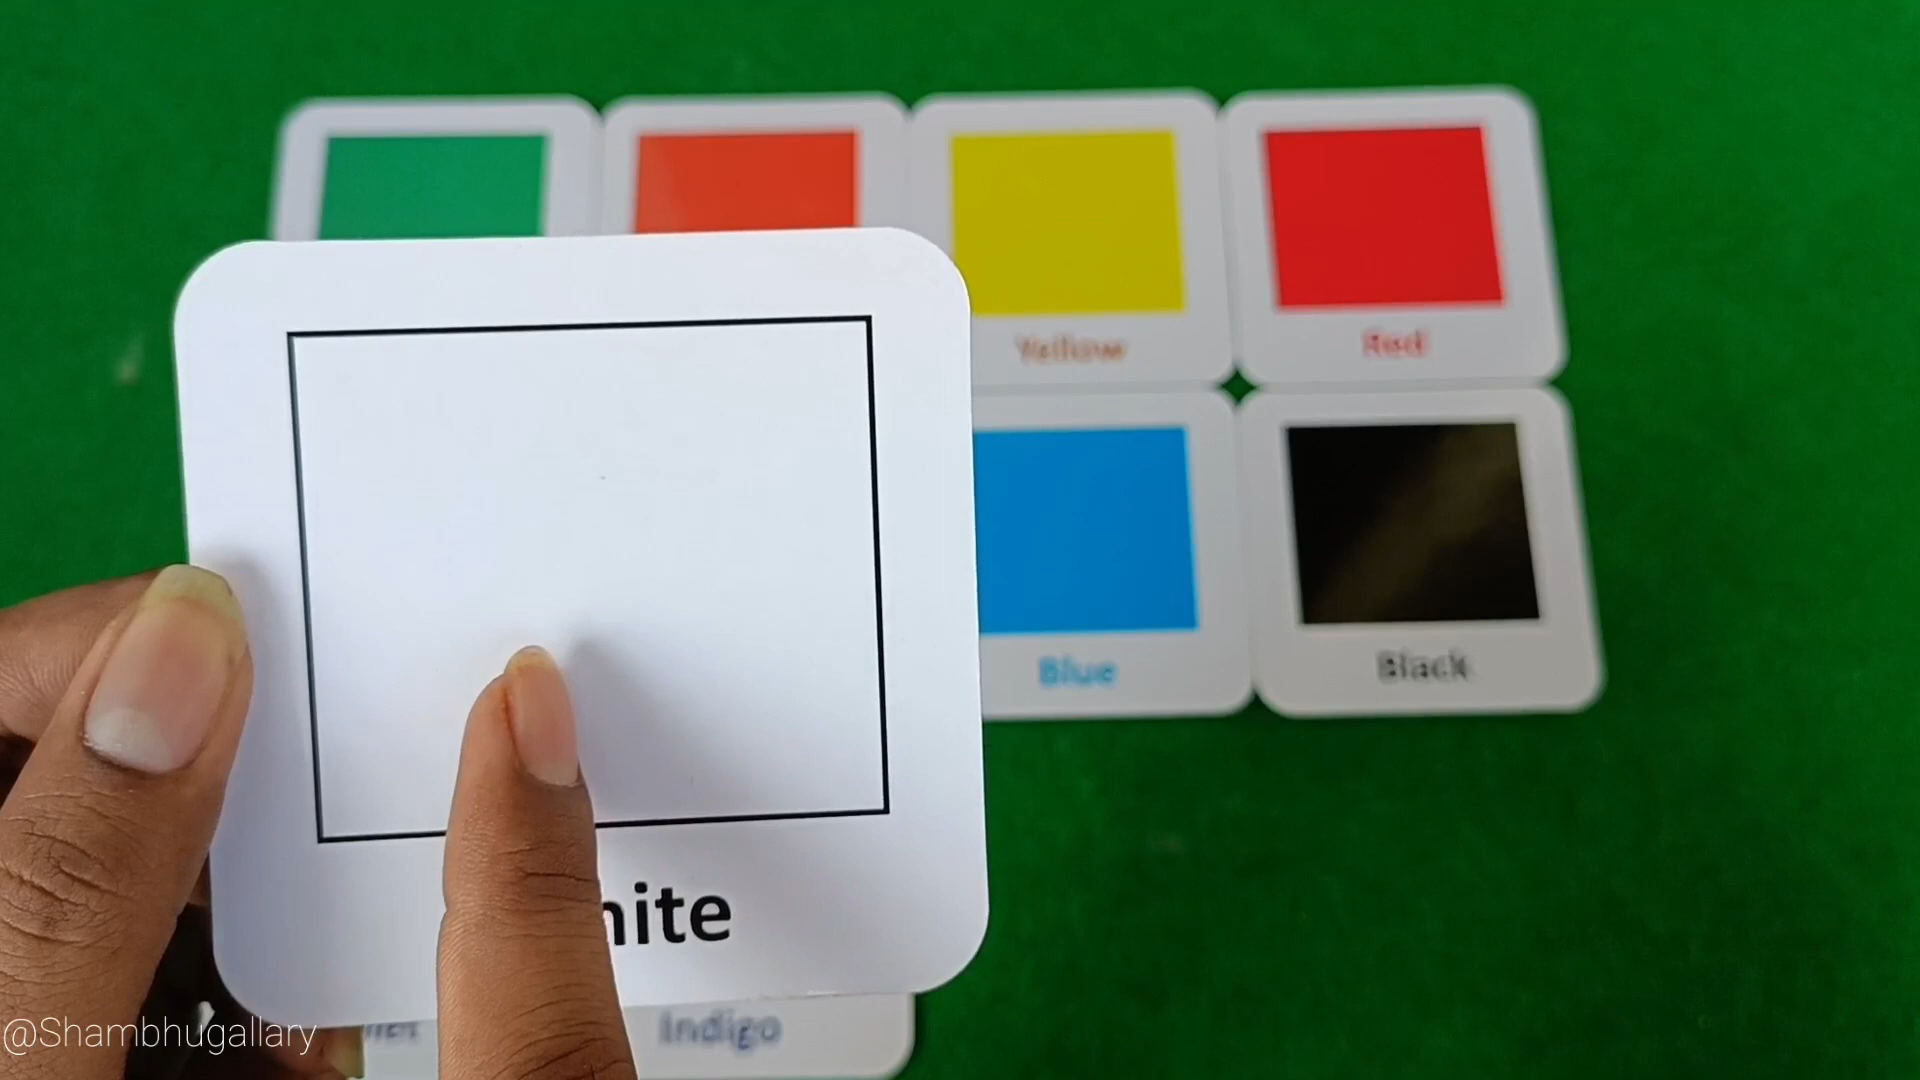 Yellow
Red
Blue
Black
hite
Indigo
@Shambhugallary